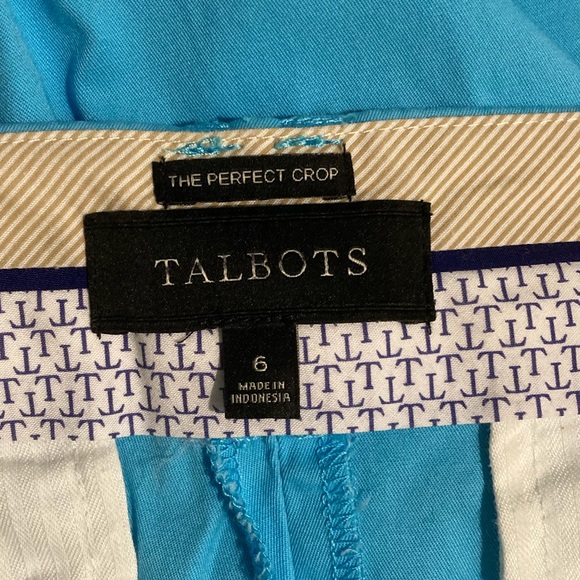 THE PERFECT CROP
TALBOTS
6
MADE IN
INDONESIA